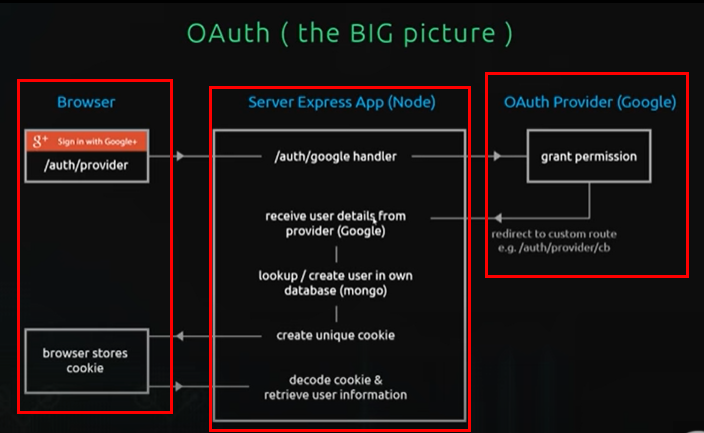 OAuth ( the BIG picture )
Browser
Server Express App (Node)
OAuth Provider (Google)
g+ Sign in with Google+
/auth/provider
/auth/google handler
grant permission
receive user details from
provider (Google)
redirect to custom route
e.g. /auth/provider/cb
lookup / create user in own
database (mongo)
create unique cookie
browser stores
cookie
decode cookie &
retrieve user information